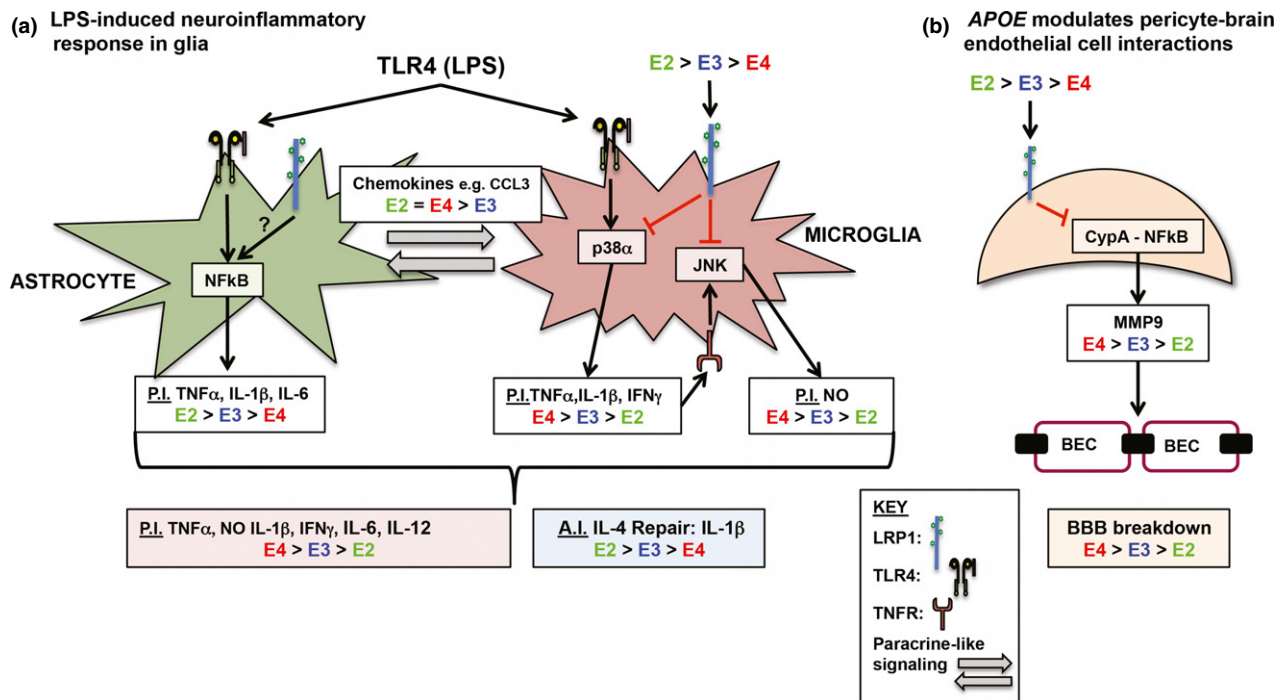 (a) LPS-induced neuroinflammatory
response in glia
TLR4 (LPS)
E2 > E3 > E4
Chemokines e.g. CCL3
E2 = E4 > E3
?
NFkB
ASTROCYTE
p38α
JNK
MICROGLIA
P.I. TNFα, IL-1β, IL-6
E2 > E3 > E4
P.I.TNFα,IL-1β, IFNγ
E4 > E3 > E2
P.I. NO
E4 > E3 > E2
P.I. TNFα, NO IL-1β, IFNγ, IL-6, IL-12
E4 > E3 > E2
A.I. IL-4 Repair: IL-1β
E2 > E3 > E4
KEY
LRP1:
TLR4:
TNFR:
Paracrine-like
signaling
(b) APOE modulates pericyte-brain
endothelial cell interactions
E2 > E3 > E4
CypA - NFkB
MMP9
E4 > E3 > E2
BEC
BEC
BBB breakdown
E4 > E3 > E2